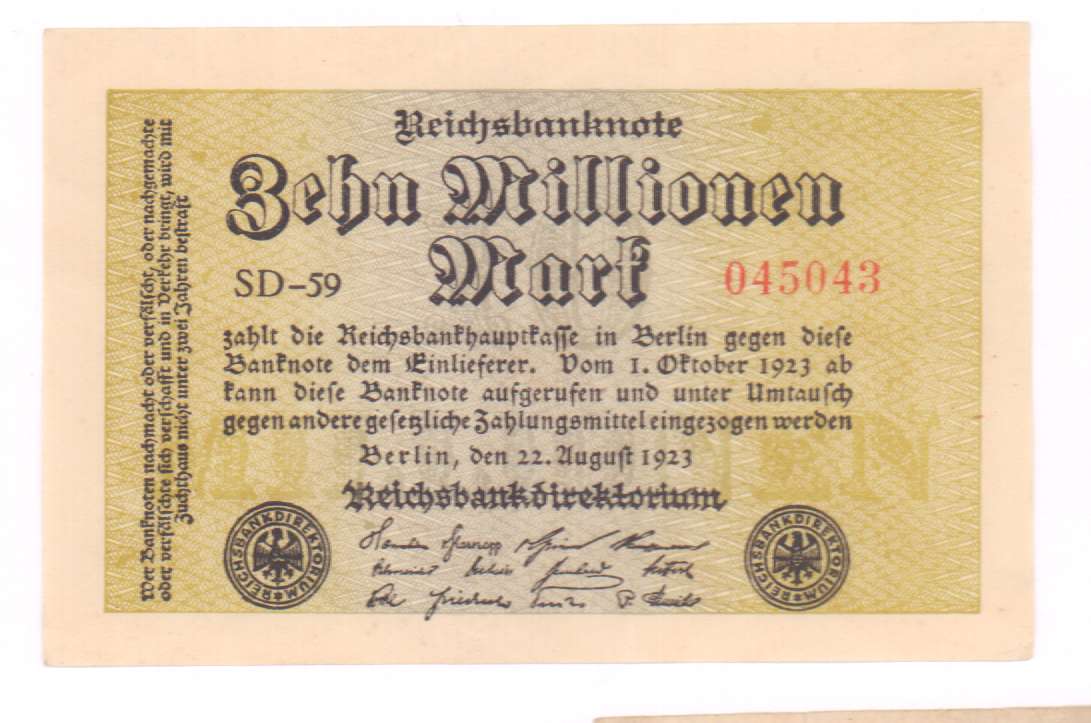 Reichsbanknote
Zehn Millionen
Mark
SD-59
045043
zahlt die Reichsbankhauptkasse in Berlin gegen diese
Banknote dem Einlieferer. Vom 1. Oktober 1923 ab
kann diese Banknote aufgerufen und unter Umtausch
gegen andere gesetzliche Zahlungsmittel eingezogen werden
Berlin, den 22. August 1923
Reichsbankdirektorium
REICHSBANKDIREKTORIUM
REICHSBANKDIREKTORIUM
Wer Banknoten nachmacht oder verfälscht, oder nachgemachte
oder verfälschte sich verschafft und in Verkehr bringt, wird mit
Zuchthaus nicht unter zwei Jahren bestraft